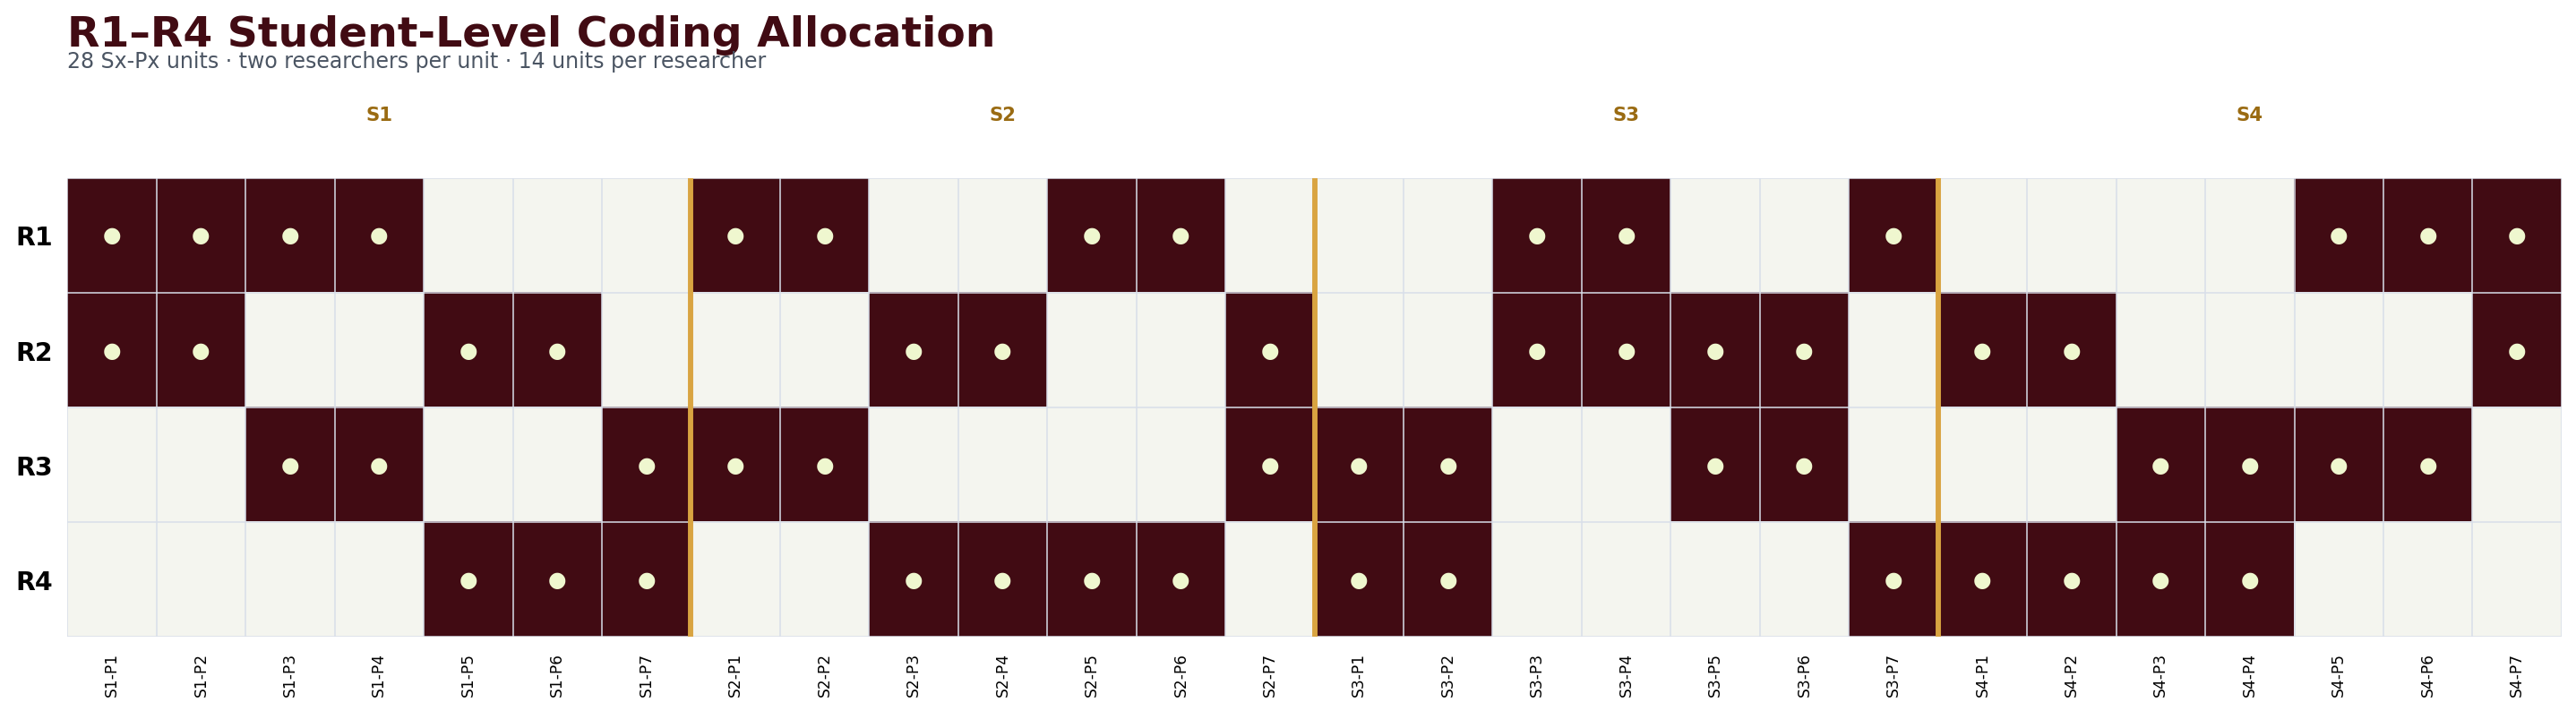 R1–R4 Student-Level Coding Allocation
28 Sx-Px units · two researchers per unit · 14 units per researcher
S1 S2 S3 S4
R1
R2
R3
R4
S1-P1 S1-P2 S1-P3 S1-P4 S1-P5 S1-P6 S1-P7 S2-P1 S2-P2 S2-P3 S2-P4 S2-P5 S2-P6 S2-P7 S3-P1 S3-P2 S3-P3 S3-P4 S3-P5 S3-P6 S3-P7 S4-P1 S4-P2 S4-P3 S4-P4 S4-P5 S4-P6 S4-P7